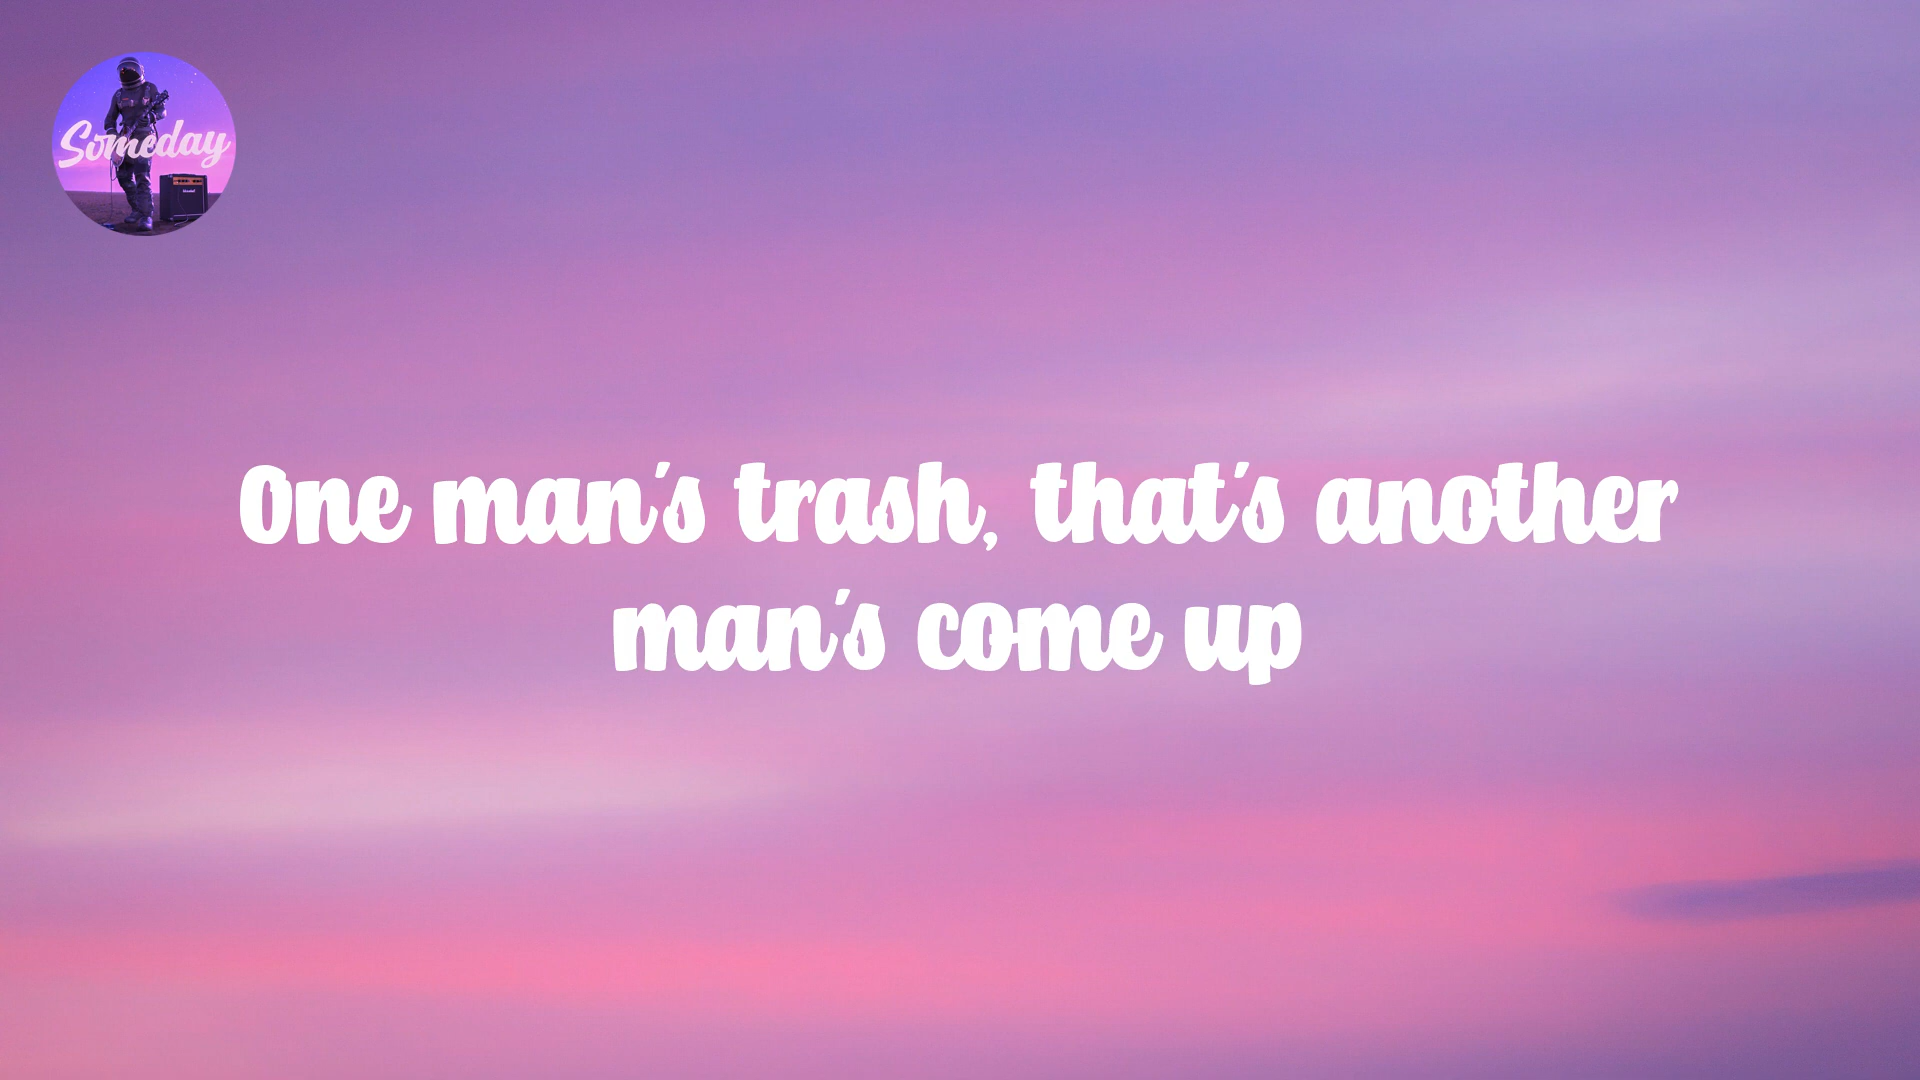 Someday
One man's trash, that's another
man's come up